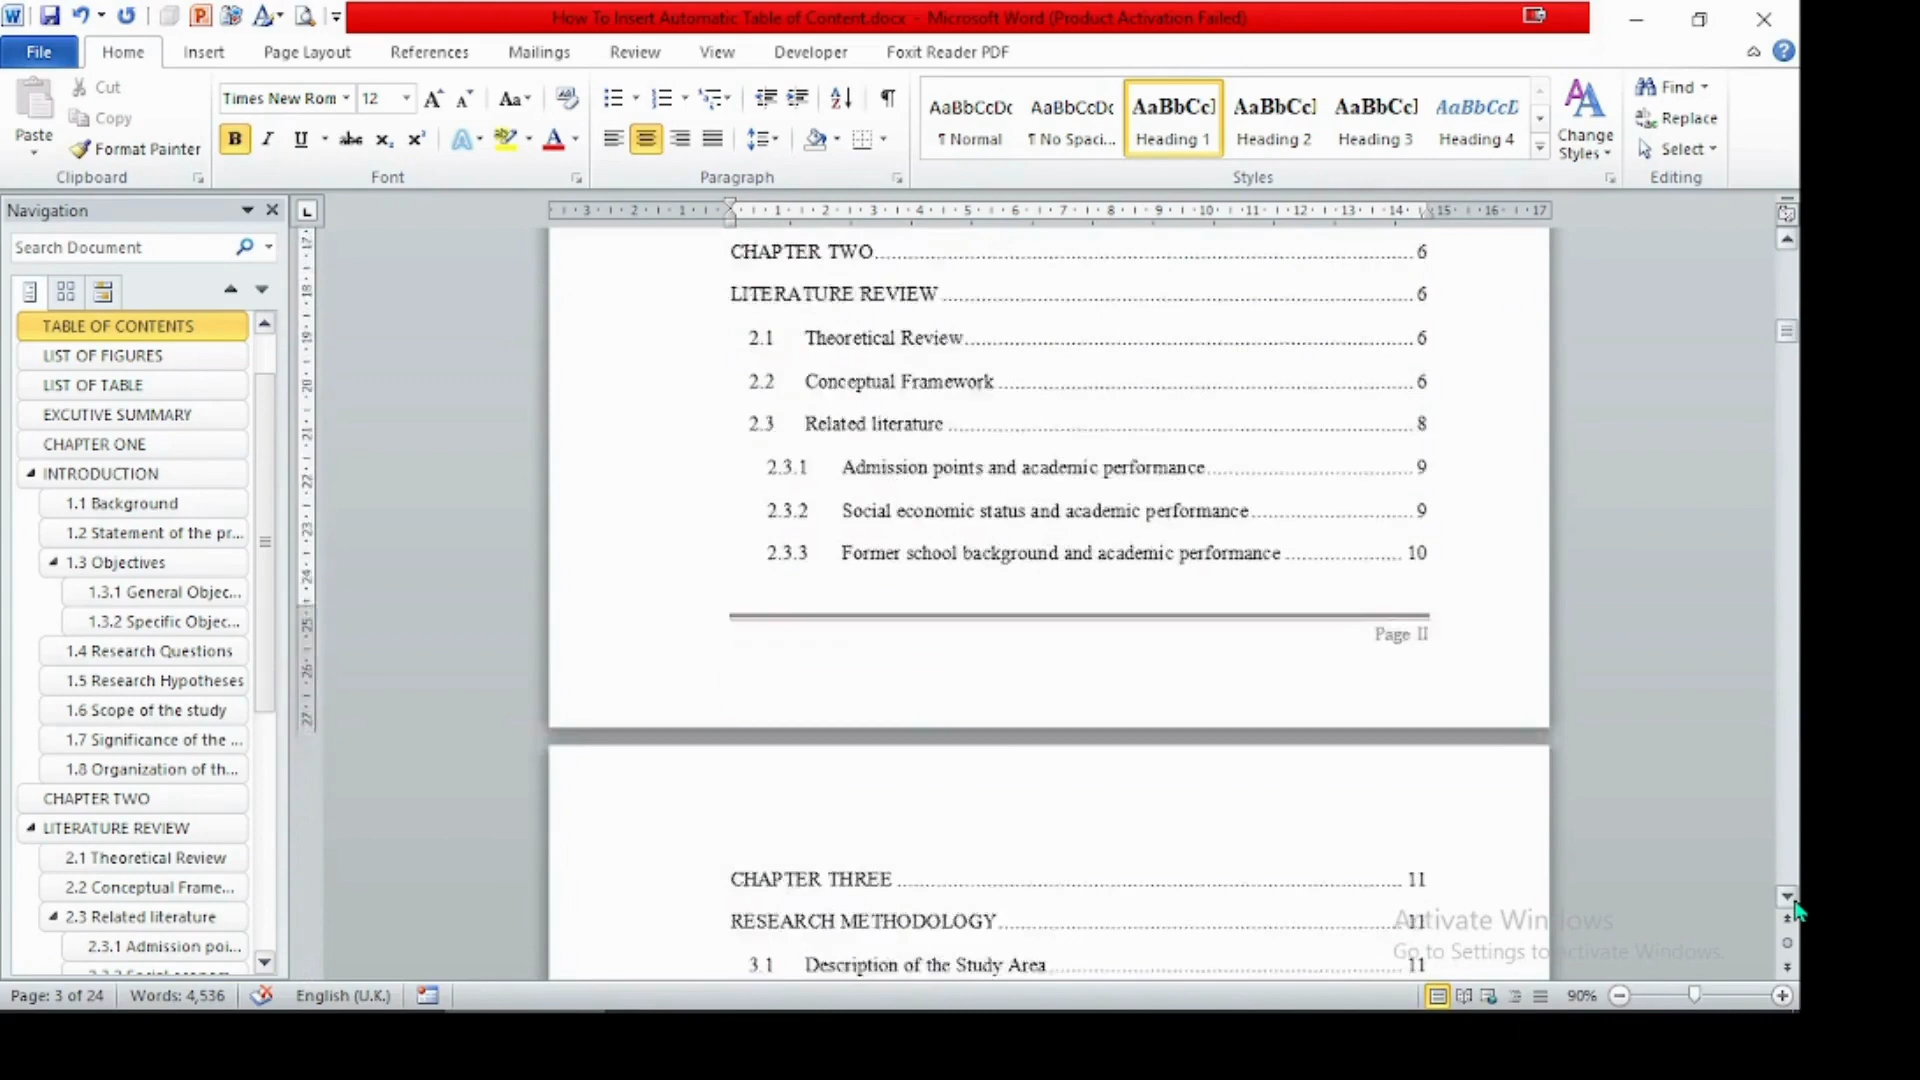 How To Insert Automatic Table of Content.docx - Microsoft Word (Product Activation Failed)
File Home Insert Page Layout References Mailings Review View Developer Foxit Reader PDF
Paste Cut Copy Format Painter
Times New Rom 12
AaBbCcDc AaBbCcDc AaBbCc] AaBbCc] AaBbCc] AaBbCcD
¶ Normal ¶ No Spaci... Heading 1 Heading 2 Heading 3 Heading 4
Change Styles
Find
Replace
Select
Clipboard Font Paragraph Styles Editing
Navigation
Search Document
TABLE OF CONTENTS
LIST OF FIGURES
LIST OF TABLE
EXCUTIVE SUMMARY
CHAPTER ONE
INTRODUCTION
1.1 Background
1.2 Statement of the pr...
1.3 Objectives
1.3.1 General Objec...
1.3.2 Specific Objec...
1.4 Research Questions
1.5 Research Hypotheses
1.6 Scope of the study
1.7 Significance of the ...
1.8 Organization of th...
CHAPTER TWO
LITERATURE REVIEW
2.1 Theoretical Review
2.2 Conceptual Frame...
2.3 Related literature
2.3.1 Admission poi...
CHAPTER TWO 6
LITERATURE REVIEW 6
2.1 Theoretical Review 6
2.2 Conceptual Framework 6
2.3 Related literature 8
2.3.1 Admission points and academic performance 9
2.3.2 Social economic status and academic performance 9
2.3.3 Former school background and academic performance 10
Page II
CHAPTER THREE 11
RESEARCH METHODOLOGY 11
3.1 Description of the Study Area 11
Activate Windows
Go to Settings to activate Windows.
Page: 3 of 24 Words: 4,536 English (U.K.) 90%